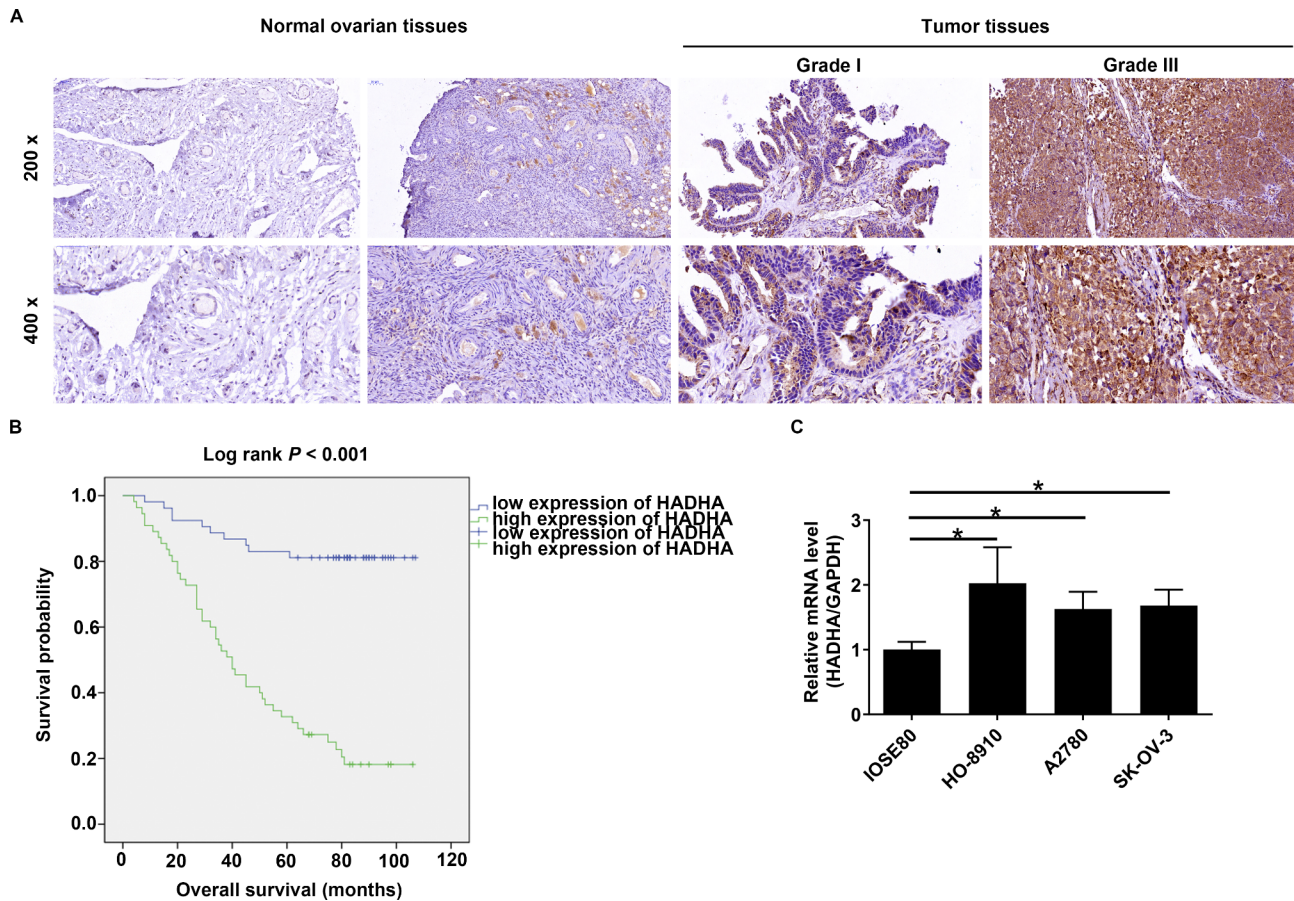 A
Normal ovarian tissues
Tumor tissues
Grade I
Grade III
200 x
400 x
B
Log rank P < 0.001
Survival probability
1.0
0.8
0.6
0.4
0.2
0.0
0 20 40 60 80 100 120
Overall survival (months)
low expression of HADHA
high expression of HADHA
low expression of HADHA
high expression of HADHA
C
Relative mRNA level
(HADHA/GAPDH)
3
2
1
0
*
*
*
IOSE80
HO-8910
A2780
SK-OV-3